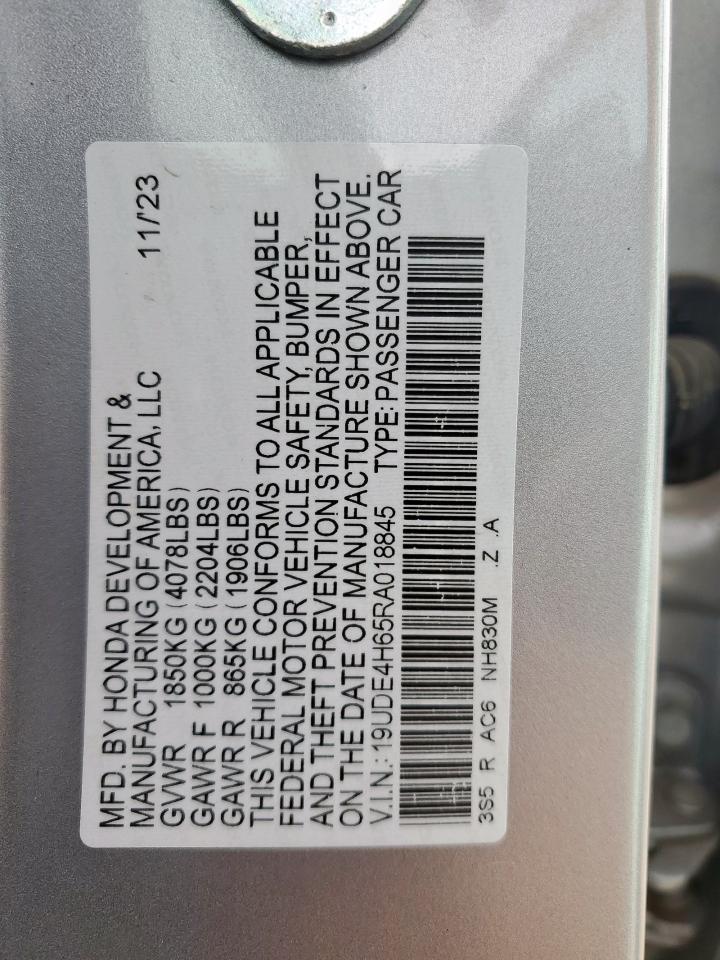 MFD. BY HONDA DEVELOPMENT &
MANUFACTURING OF AMERICA, LLC 11/'23
GVWR 1850KG (4078LBS)
GAWR F 1000KG (2204LBS)
GAWR R 865KG (1906LBS)
THIS VEHICLE CONFORMS TO ALL APPLICABLE
FEDERAL MOTOR VEHICLE SAFETY, BUMPER,
AND THEFT PREVENTION STANDARDS IN EFFECT
ON THE DATE OF MANUFACTURE SHOWN ABOVE.
V.I.N.: 19UDE4H65RA018845 TYPE: PASSENGER CAR
3S5 R AC6 NH830M .Z .A